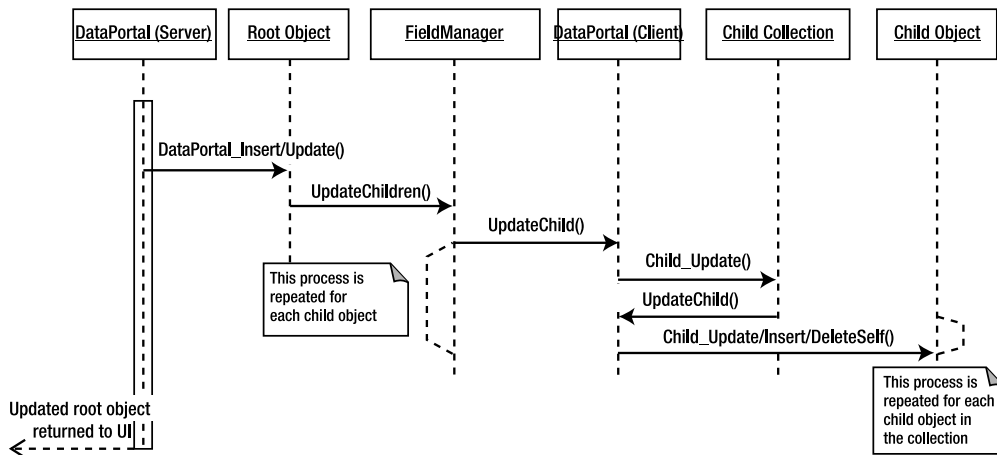 DataPortal (Server)
Root Object
FieldManager
DataPortal (Client)
Child Collection
Child Object
DataPortal_Insert/Update()
UpdateChildren()
UpdateChild()
This process is
repeated for
each child object
Child_Update()
UpdateChild()
Child_Update/Insert/DeleteSelf()
This process is
repeated for each
child object in
the collection
Updated root object
returned to UI